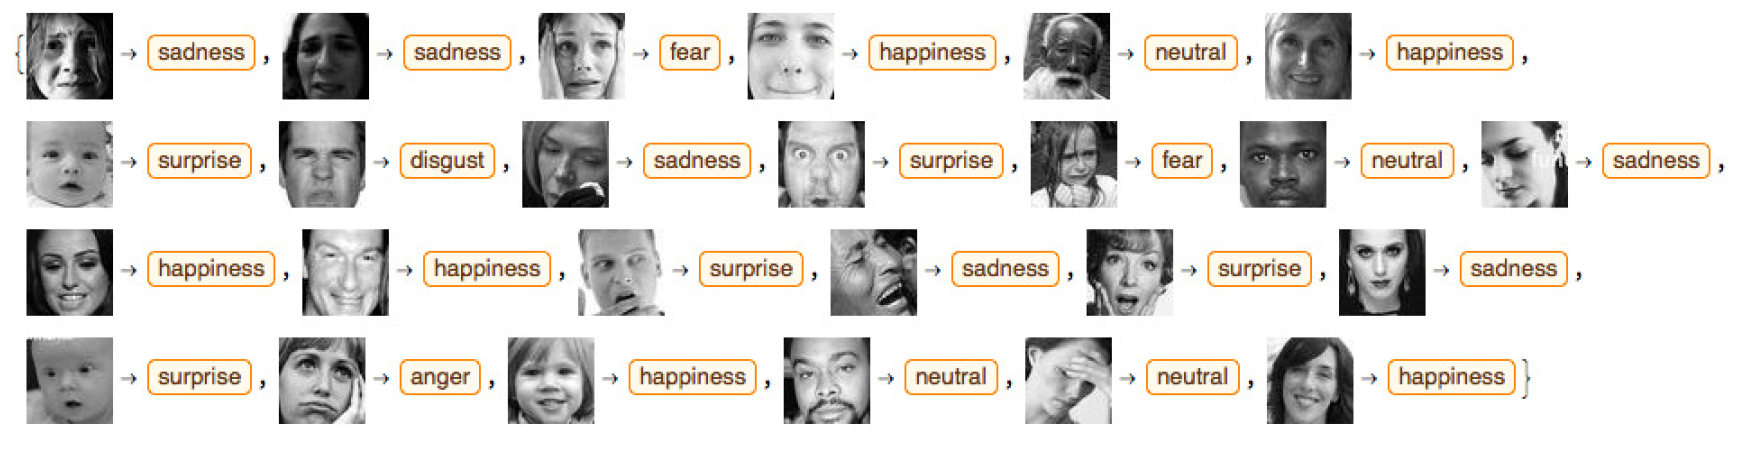 { → sadness , → sadness , → fear , → happiness , → neutral , → happiness ,
→ surprise , → disgust , → sadness , → surprise , → fear , → neutral , → sadness ,
→ happiness , → happiness , → surprise , → sadness , → surprise , → sadness ,
→ surprise , → anger , → happiness , → neutral , → neutral , → happiness }